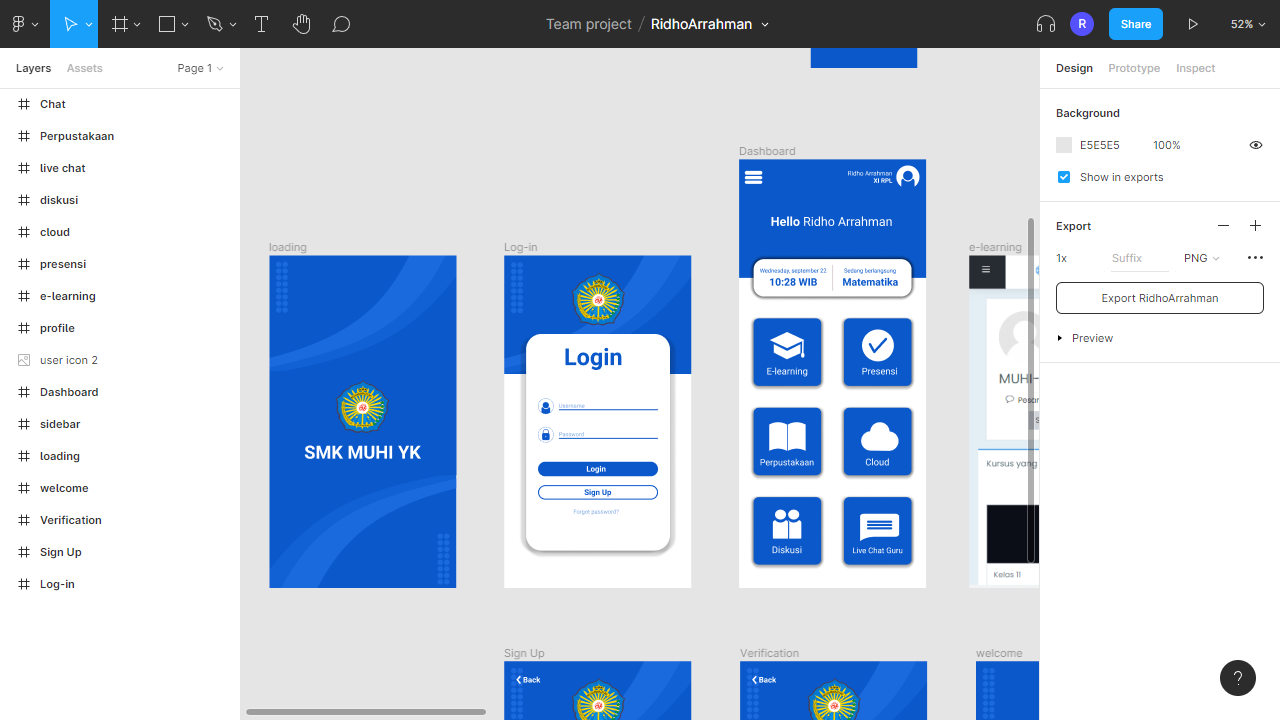 Team project / RidhoArrahman
R
Share
52%
Layers
Assets
Page 1
Chat
Perpustakaan
live chat
diskusi
cloud
presensi
e-learning
profile
user icon 2
Dashboard
sidebar
loading
welcome
Verification
Sign Up
Log-in
loading
SMK MUHI YK
Log-in
Login
Username
Password
Login
Sign Up
Forgot password?
Dashboard
Ridho Arrahman
XI RPL
Hello Ridho Arrahman
Wednesday, september 22
10:28 WIB
Sedang berlangsung
Matematika
E-learning
Presensi
Perpustakaan
Cloud
Diskusi
Live Chat Guru
e-learning
MUHI-
Pesar
Kursus yang
Kelas 11
Sign Up
Back
Verification
Back
welcome
Design
Prototype
Inspect
Background
E5E5E5
100%
Show in exports
Export
1x
Suffix
PNG
Export RidhoArrahman
Preview
?